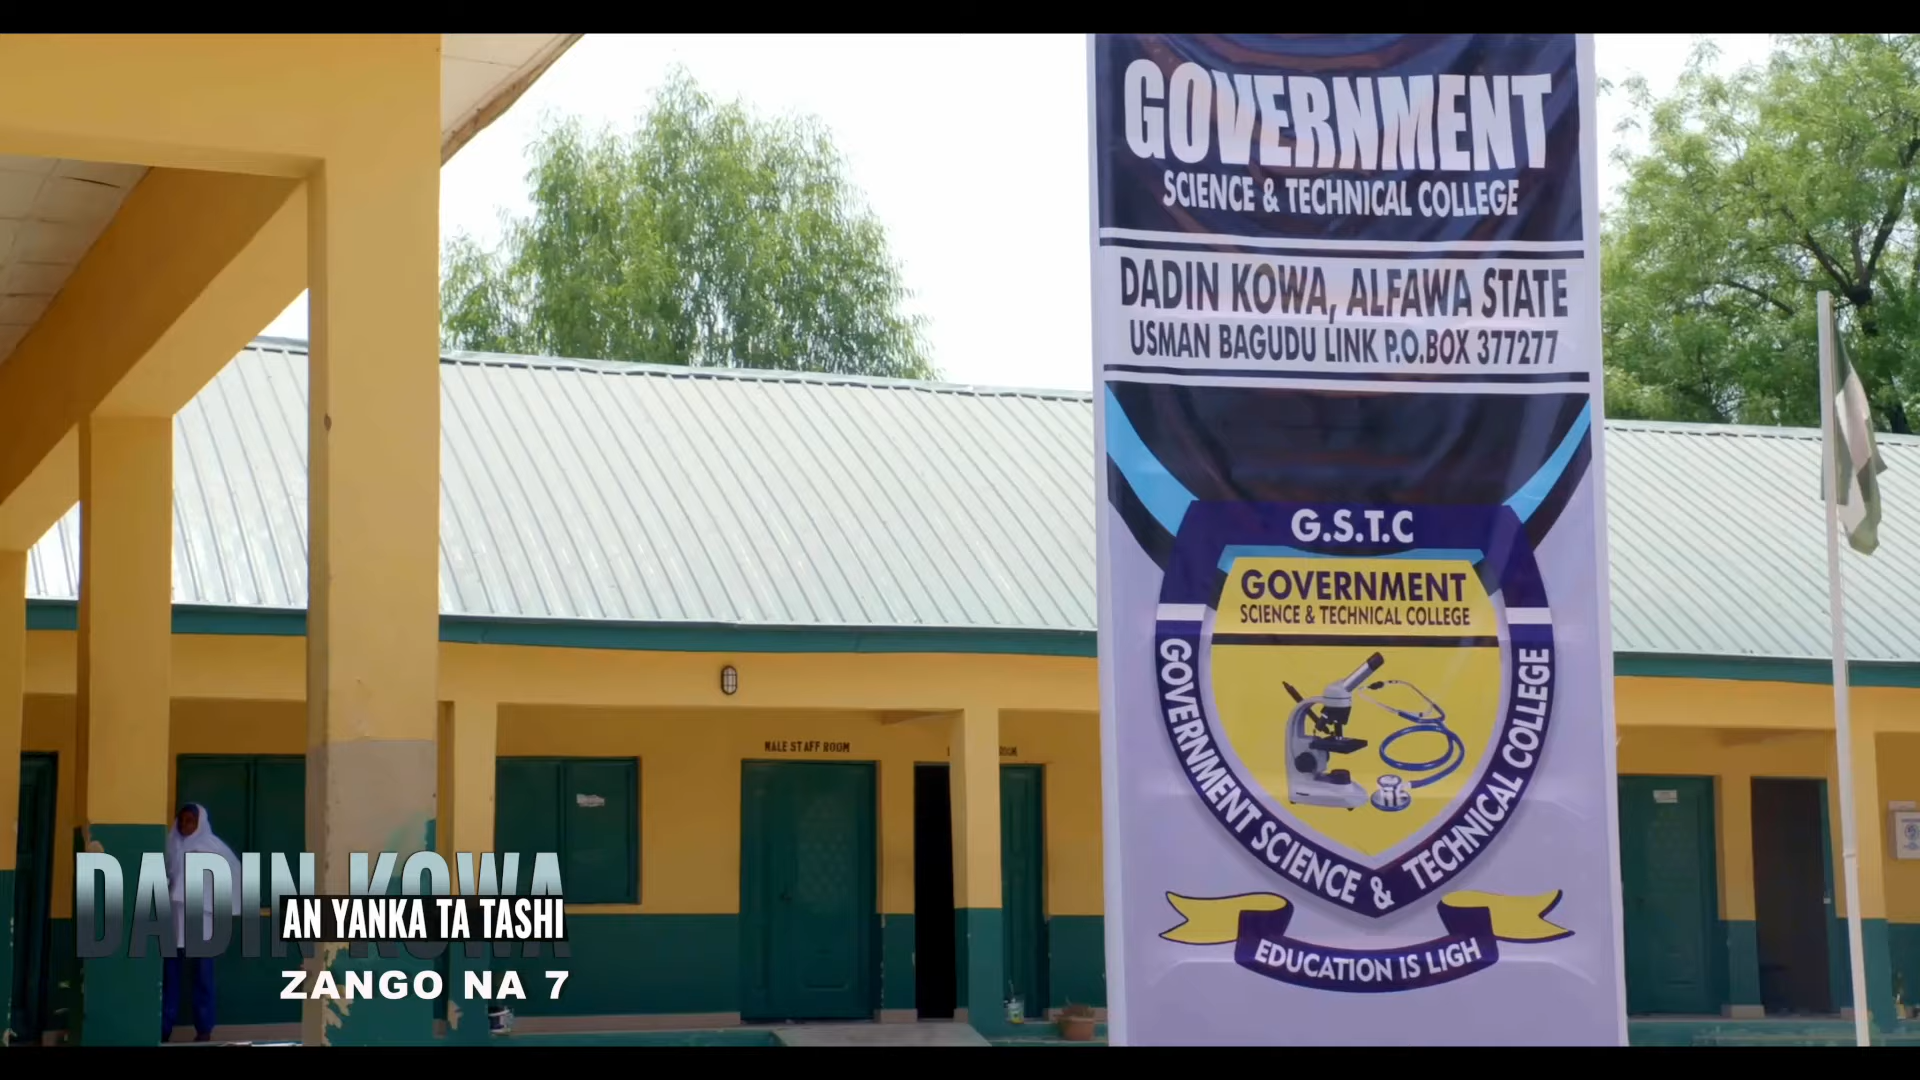 GOVERNMENT
SCIENCE & TECHNICAL COLLEGE
DADIN KOWA, ALFAWA STATE
USMAN BAGUDU LINK P.O.BOX 377277
G.S.T.C
GOVERNMENT
SCIENCE & TECHNICAL COLLEGE
GOVERNMENT SCIENCE & TECHNICAL COLLEGE
EDUCATION IS LIGH
MALE STAFF ROOM
DADIN KOWA
AN YANKA TA TASHI
ZANGO NA 7